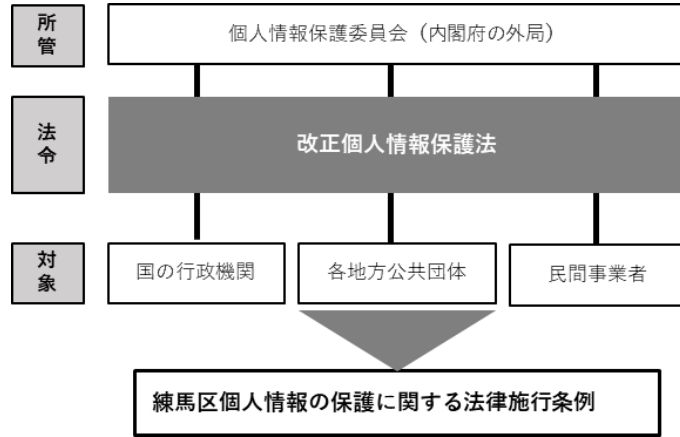 所管
個人情報保護委員会（内閣府の外局）
法令
改正個人情報保護法
対象
国の行政機関
各地方公共団体
民間事業者
練馬区個人情報の保護に関する法律施行条例